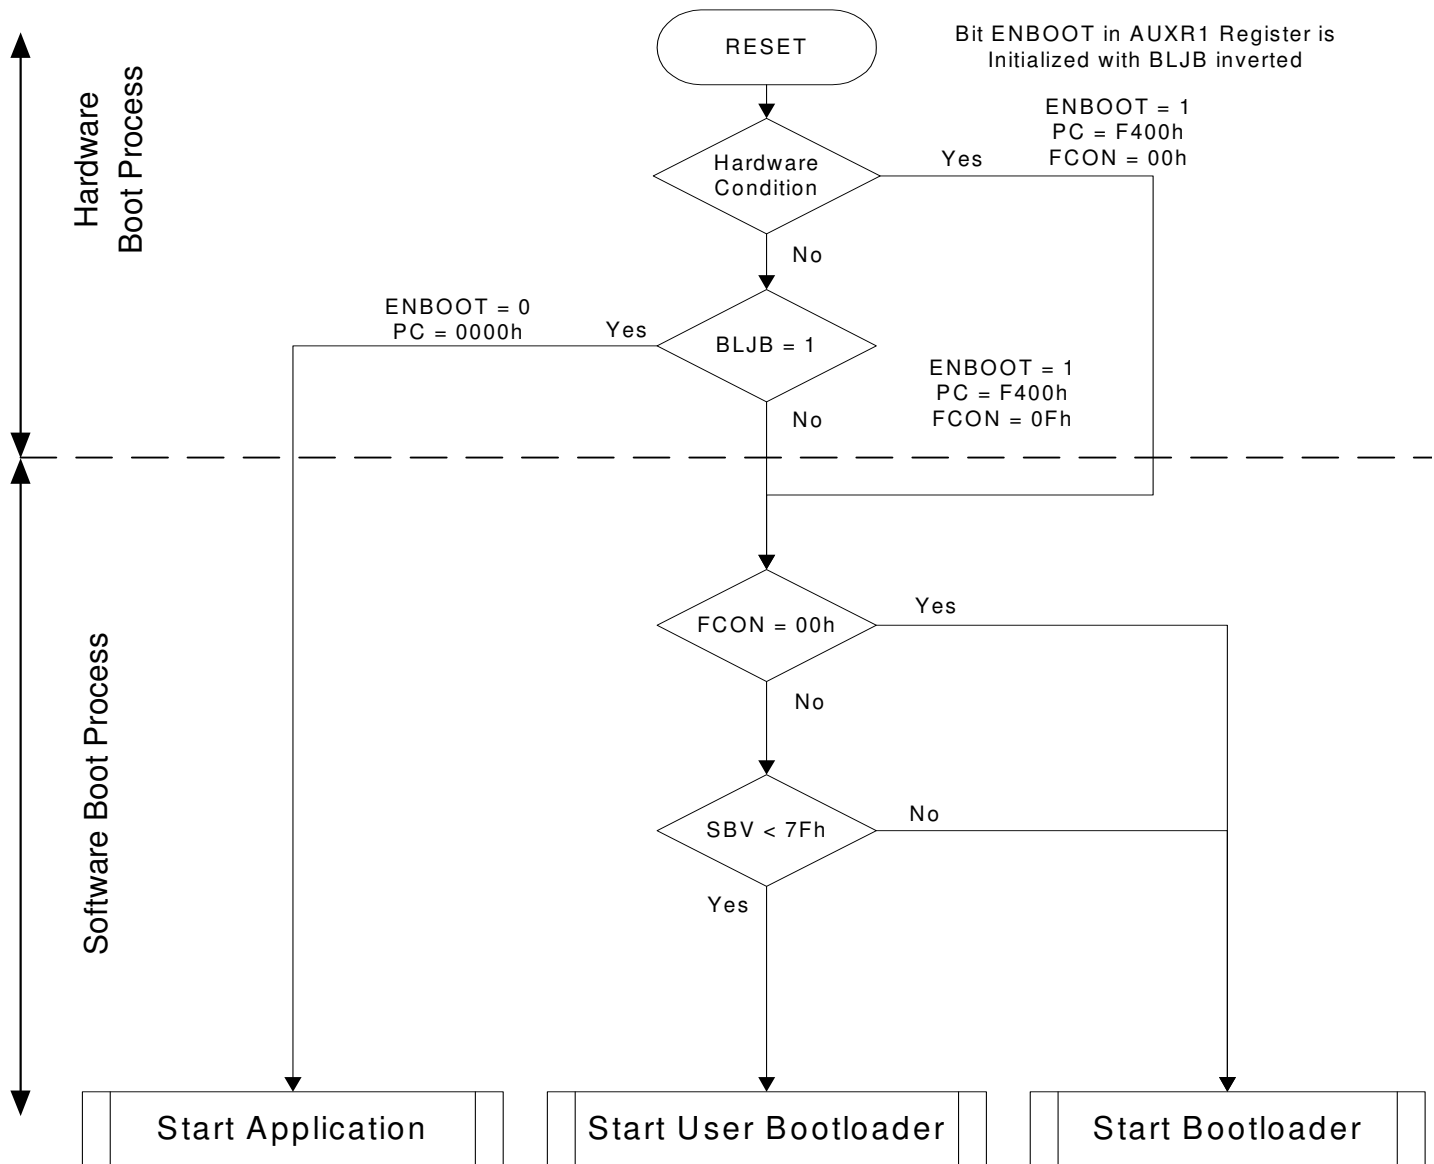 RESET
Bit ENBOOT in AUXR1 Register is
Initialized with BLJB inverted
Hardware
Boot Process
Hardware
Condition
Yes
ENBOOT = 1
PC = F400h
FCON = 00h
No
ENBOOT = 0
PC = 0000h
Yes
BLJB = 1
ENBOOT = 1
PC = F400h
FCON = 0Fh
No
Software Boot Process
FCON = 00h
Yes
No
SBV < 7Fh
No
Yes
Start Application
Start User Bootloader
Start Bootloader